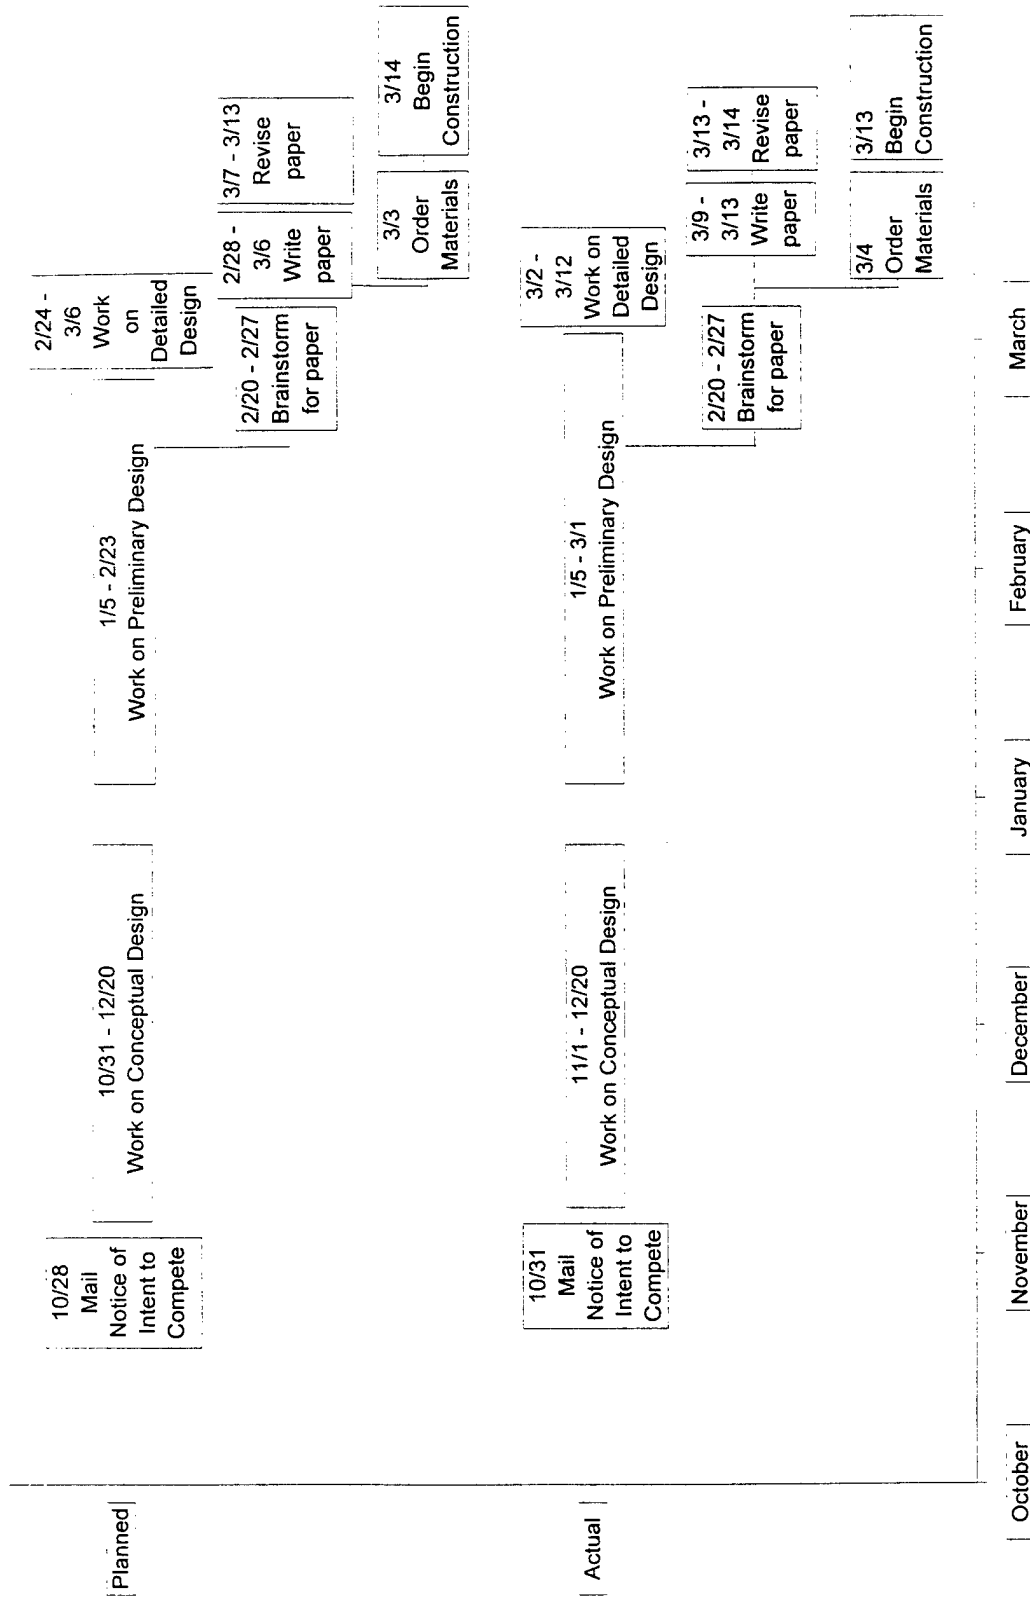 Planned
10/28
Mail
Notice of
Intent to
Compete
10/31 - 12/20
Work on Conceptual Design
1/5 - 2/23
Work on Preliminary Design
2/24 -
3/6
Work
on
Detailed
Design
2/20 - 2/27
Brainstorm
for paper
2/28 -
3/6
Write
paper
3/7 - 3/13
Revise
paper
3/3
Order
Materials
3/14
Begin
Construction
Actual
10/31
Mail
Notice of
Intent to
Compete
11/1 - 12/20
Work on Conceptual Design
1/5 - 3/1
Work on Preliminary Design
3/2 -
3/12
Work on
Detailed
Design
2/20 - 2/27
Brainstorm
for paper
3/9 -
3/13
Write
paper
3/13 -
3/14
Revise
paper
3/4
Order
Materials
3/13
Begin
Construction
October
November
December
January
February
March